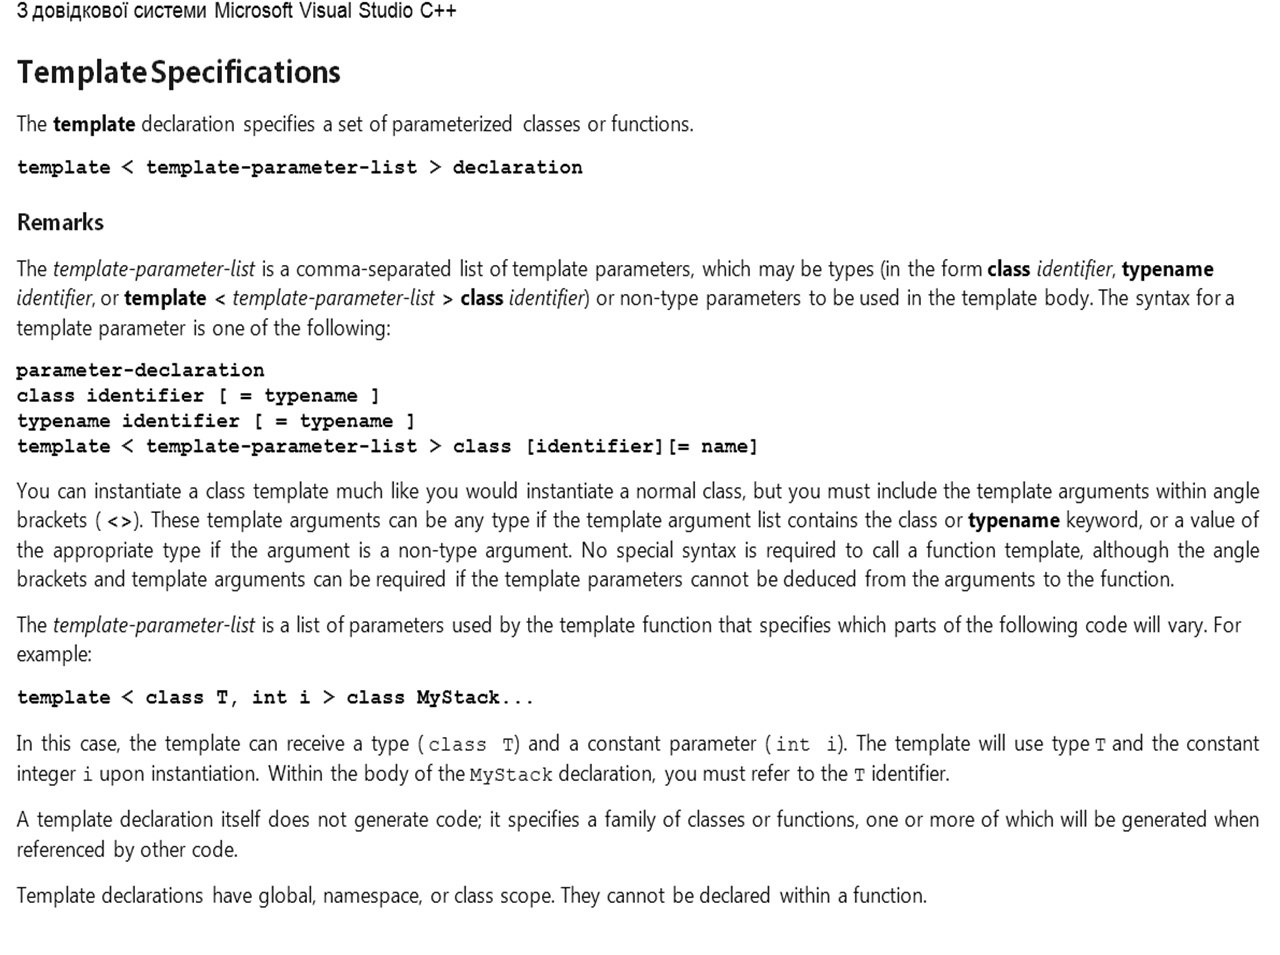 З довідкової системи Microsoft Visual Studio C++
Template Specifications
The template declaration specifies a set of parameterized classes or functions.
template < template-parameter-list > declaration
Remarks
The template-parameter-list is a comma-separated list of template parameters, which may be types (in the form class identifier, typename
identifier, or template < template-parameter-list > class identifier) or non-type parameters to be used in the template body. The syntax for a
template parameter is one of the following:
parameter-declaration
class identifier [ = typename ]
typename identifier [ = typename ]
template < template-parameter-list > class [identifier][= name]
You can instantiate a class template much like you would instantiate a normal class, but you must include the template arguments within angle
brackets ( <>). These template arguments can be any type if the template argument list contains the class or typename keyword, or a value of
the appropriate type if the argument is a non-type argument. No special syntax is required to call a function template, although the angle
brackets and template arguments can be required if the template parameters cannot be deduced from the arguments to the function.
The template-parameter-list is a list of parameters used by the template function that specifies which parts of the following code will vary. For
example:
template < class T, int i > class MyStack...
In this case, the template can receive a type ( class T) and a constant parameter ( int i). The template will use type T and the constant
integer i upon instantiation. Within the body of the MyStack declaration, you must refer to the T identifier.
A template declaration itself does not generate code; it specifies a family of classes or functions, one or more of which will be generated when
referenced by other code.
Template declarations have global, namespace, or class scope. They cannot be declared within a function.